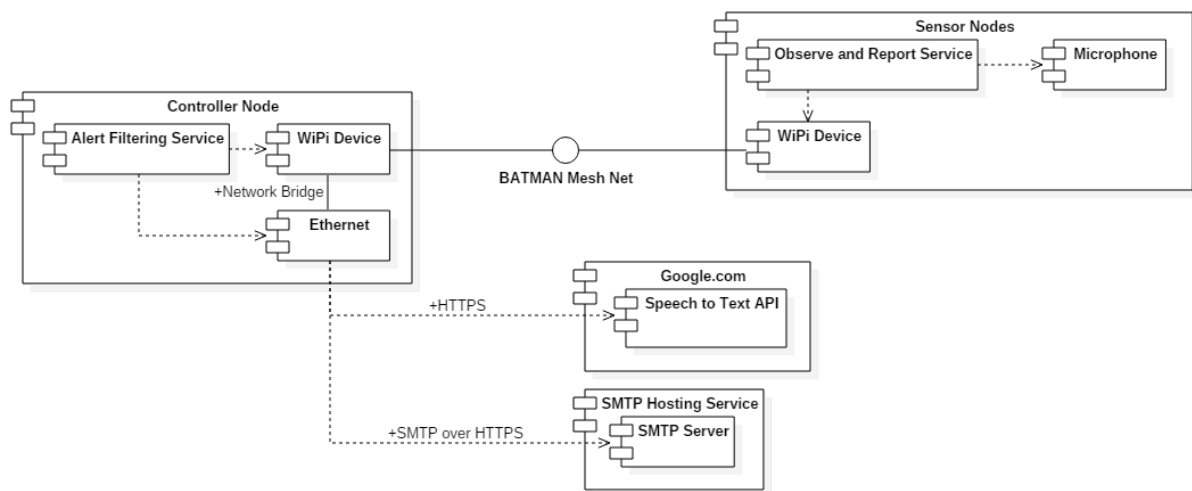 Sensor Nodes
Observe and Report Service
Microphone
Controller Node
Alert Filtering Service
WiPi Device
WiPi Device
BATMAN Mesh Net
+Network Bridge
Ethernet
Google.com
Speech to Text API
+HTTPS
SMTP Hosting Service
SMTP Server
+SMTP over HTTPS